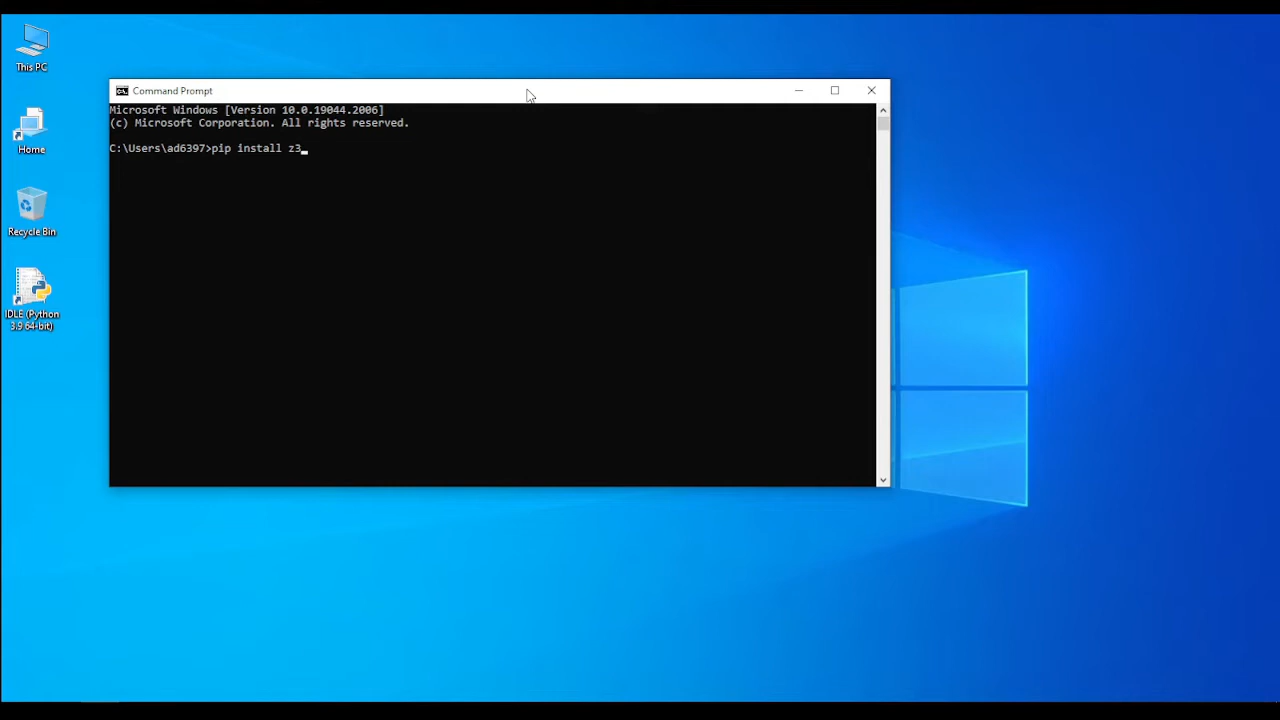 This PC
Home
Recycle Bin
IDLE (Python
3.9 64-bit)
Command Prompt
Microsoft Windows [Version 10.0.19044.2006]
(c) Microsoft Corporation. All rights reserved.
C:\Users\ad6397>pip install z3_